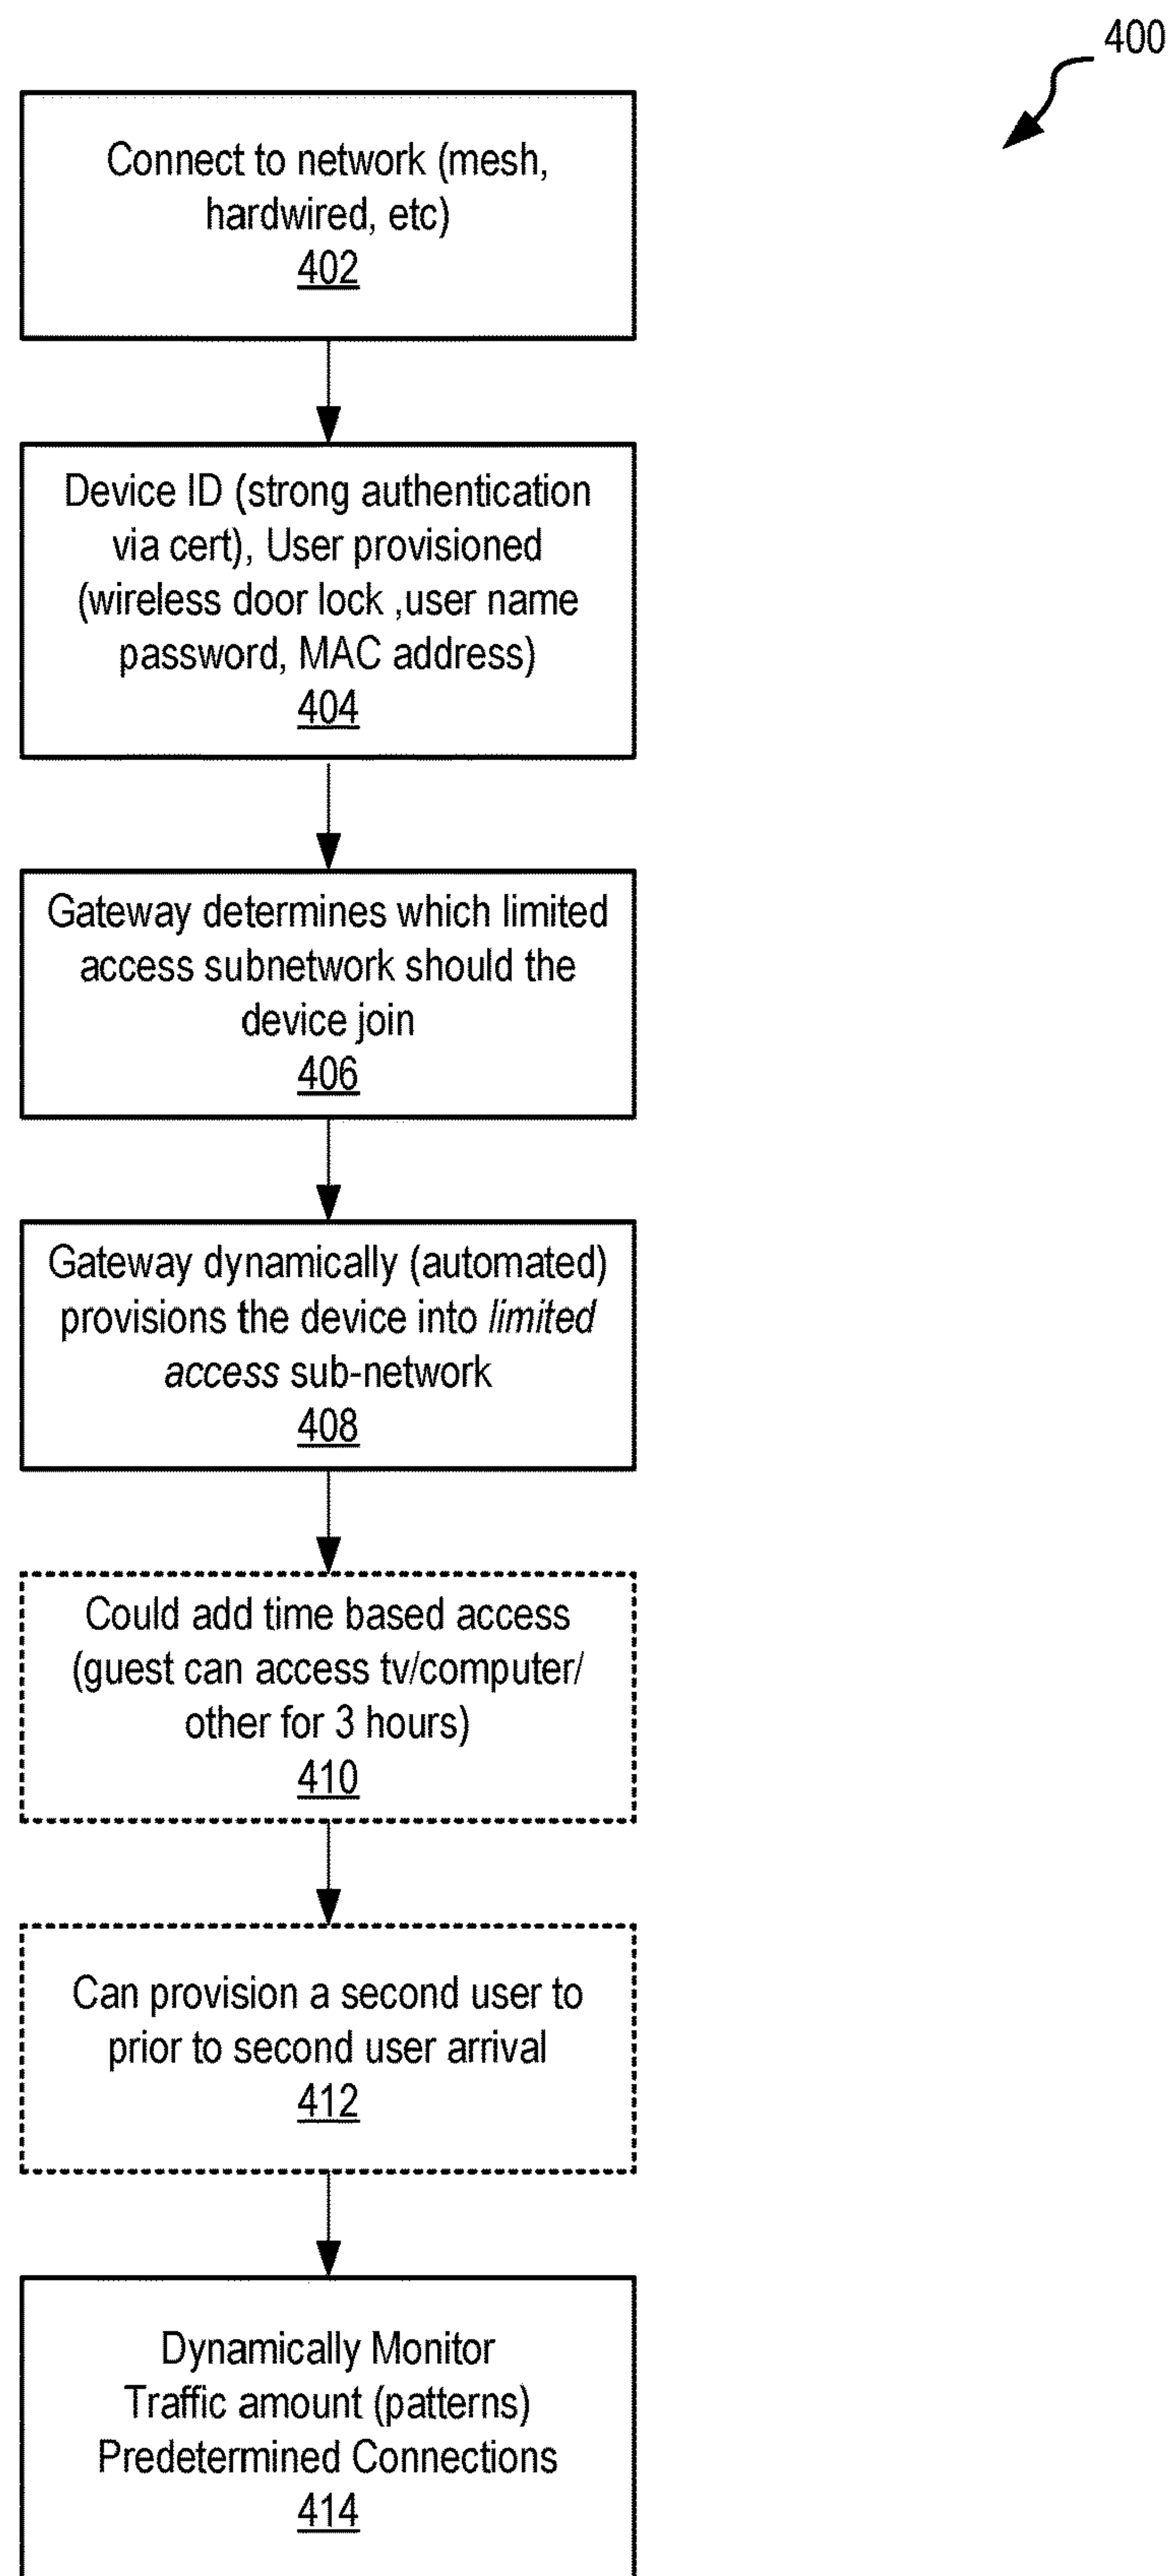 400
Connect to network (mesh,
hardwired, etc)
402
Device ID (strong authentication
via cert), User provisioned
(wireless door lock ,user name
password, MAC address)
404
Gateway determines which limited
access subnetwork should the
device join
406
Gateway dynamically (automated)
provisions the device into limited
access sub-network
408
Could add time based access
(guest can access tv/computer/
other for 3 hours)
410
Can provision a second user to
prior to second user arrival
412
Dynamically Monitor
Traffic amount (patterns)
Predetermined Connections
414